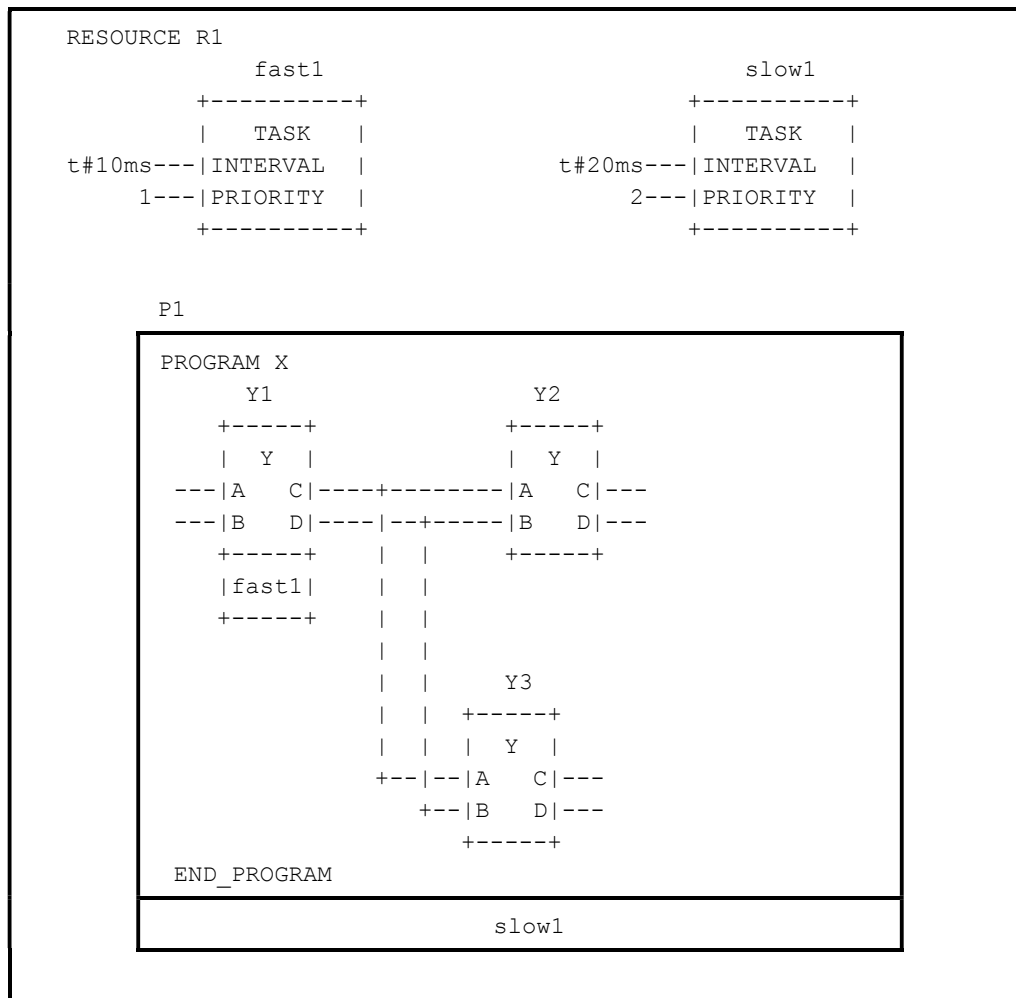 RESOURCE R1
fast1 slow1
+----------+ +----------+
| TASK | | TASK |
t#10ms---|INTERVAL | t#20ms---|INTERVAL |
1---|PRIORITY | 2---|PRIORITY |
+----------+ +----------+
P1
PROGRAM X
Y1 Y2
+-----+ +-----+
| Y | | Y |
---|A C|----+--------|A C|---
---|B D|----|--+-----|B D|---
+-----+ | | +-----+
|fast1| | |
+-----+ | |
| |
| | Y3
| | +-----+
| | | Y |
+--|--|A C|---
+--|B D|---
+-----+
END_PROGRAM
slow1